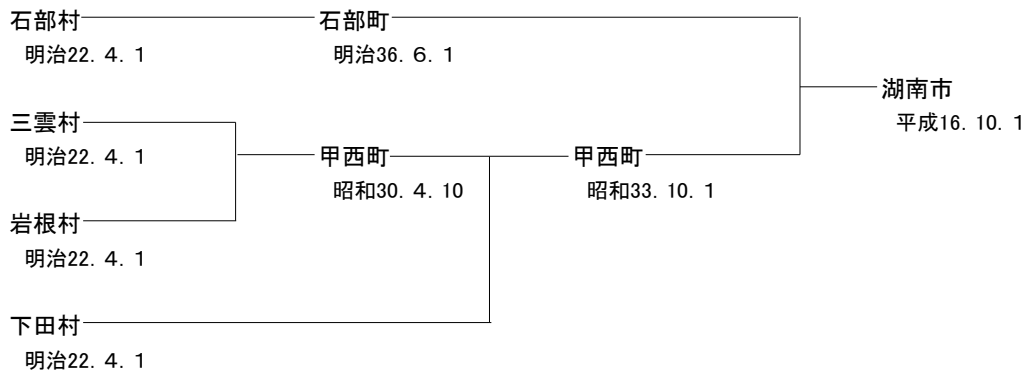 石部村
明治22. 4. 1
石部町
明治36. 6. 1
三雲村
明治22. 4. 1
岩根村
明治22. 4. 1
甲西町
昭和30. 4. 10
下田村
明治22. 4. 1
甲西町
昭和33. 10. 1
湖南市
平成16. 10. 1